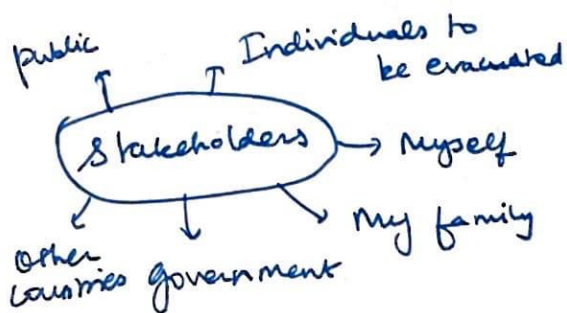 public
Individuals to
be evacuated
Stakeholders
Myself
My family
Other
countries
government